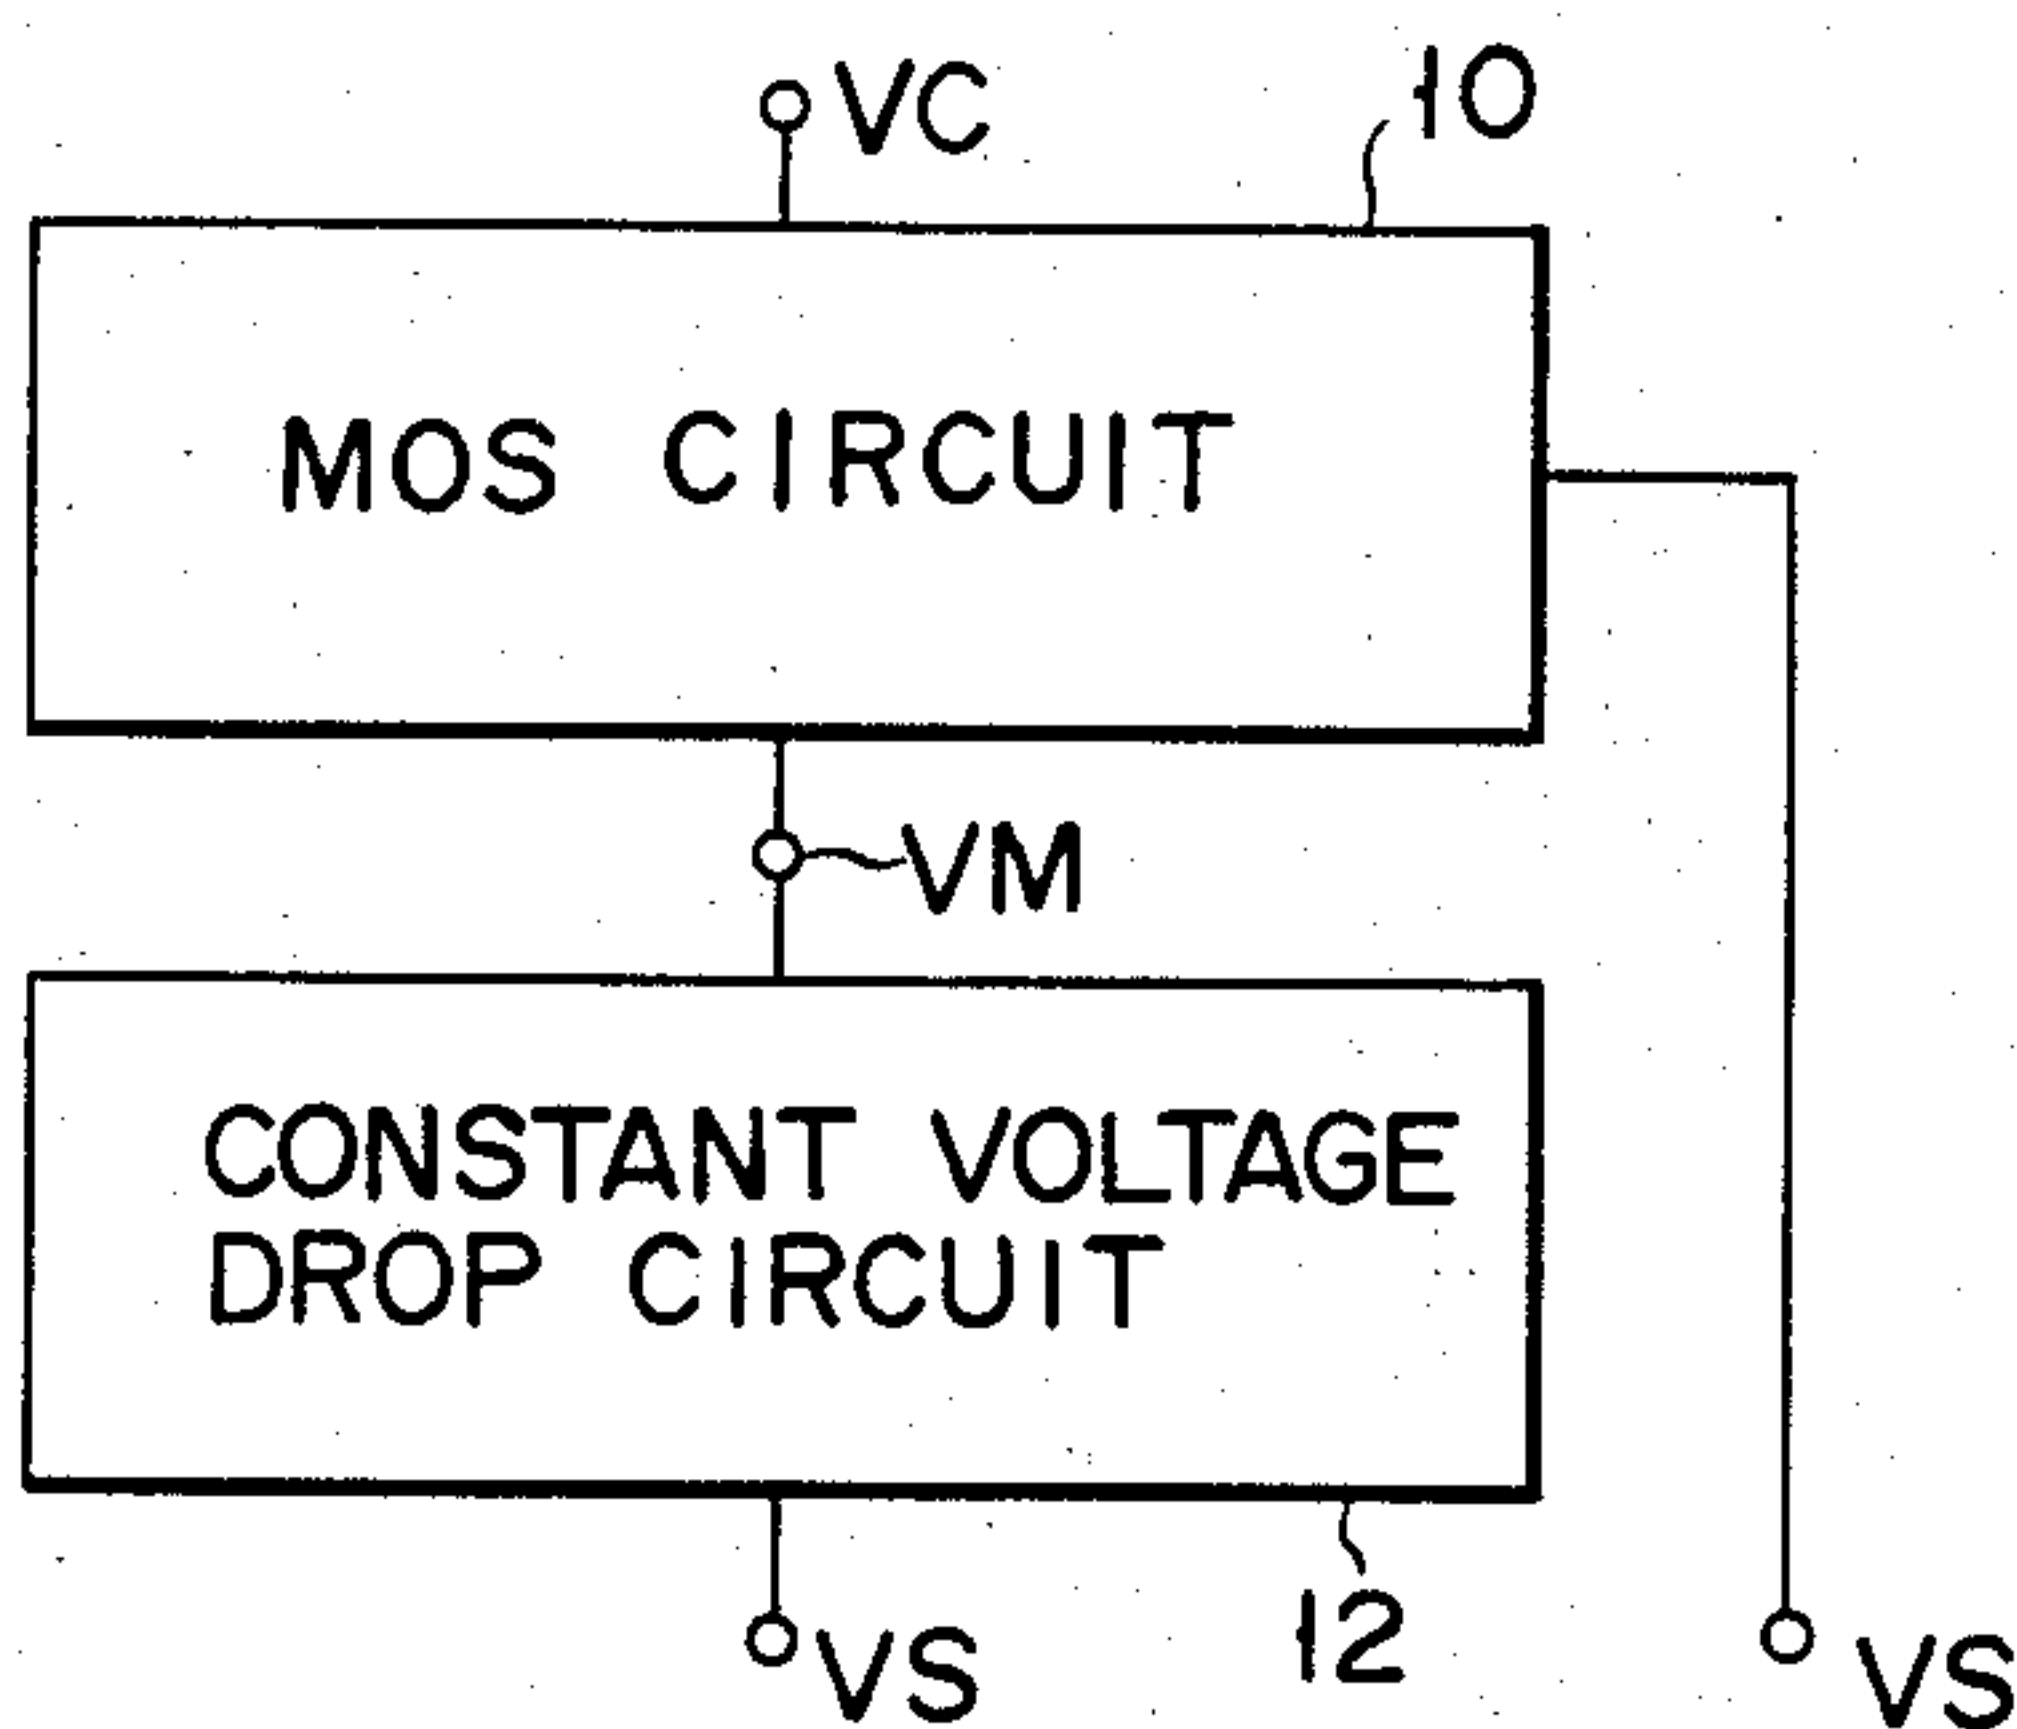 VC
10
MOS CIRCUIT
VM
CONSTANT VOLTAGE
DROP CIRCUIT
VS
12
VS